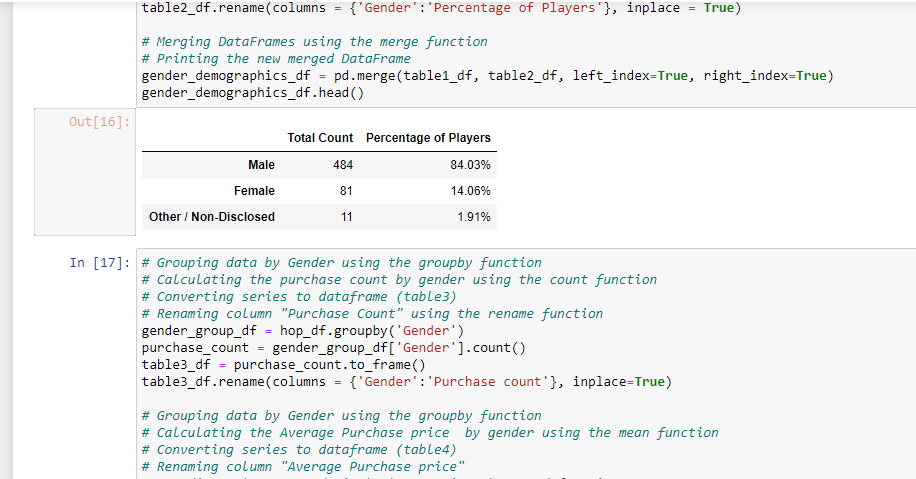 table2_df.rename(columns = {'Gender':'Percentage of Players'}, inplace = True)
# Merging DataFrames using the merge function
# Printing the new merged DataFrame
gender_demographics_df = pd.merge(table1_df, table2_df, left_index=True, right_index=True)
gender_demographics_df.head()
Out[16]:
Total Count Percentage of Players
Male 484 84.03%
Female 81 14.06%
Other / Non-Disclosed 11 1.91%
In [17]: # Grouping data by Gender using the groupby function
# Calculating the purchase count by gender using the count function
# Converting series to dataframe (table3)
# Renaming column "Purchase Count" using the rename function
gender_group_df = hop_df.groupby('Gender')
purchase_count = gender_group_df['Gender'].count()
table3_df = purchase_count.to_frame()
table3_df.rename(columns = {'Gender':'Purchase count'}, inplace=True)
# Grouping data by Gender using the groupby function
# Calculating the Average Purchase price  by gender using the mean function
# Converting series to dataframe (table4)
# Renaming column "Average Purchase price"